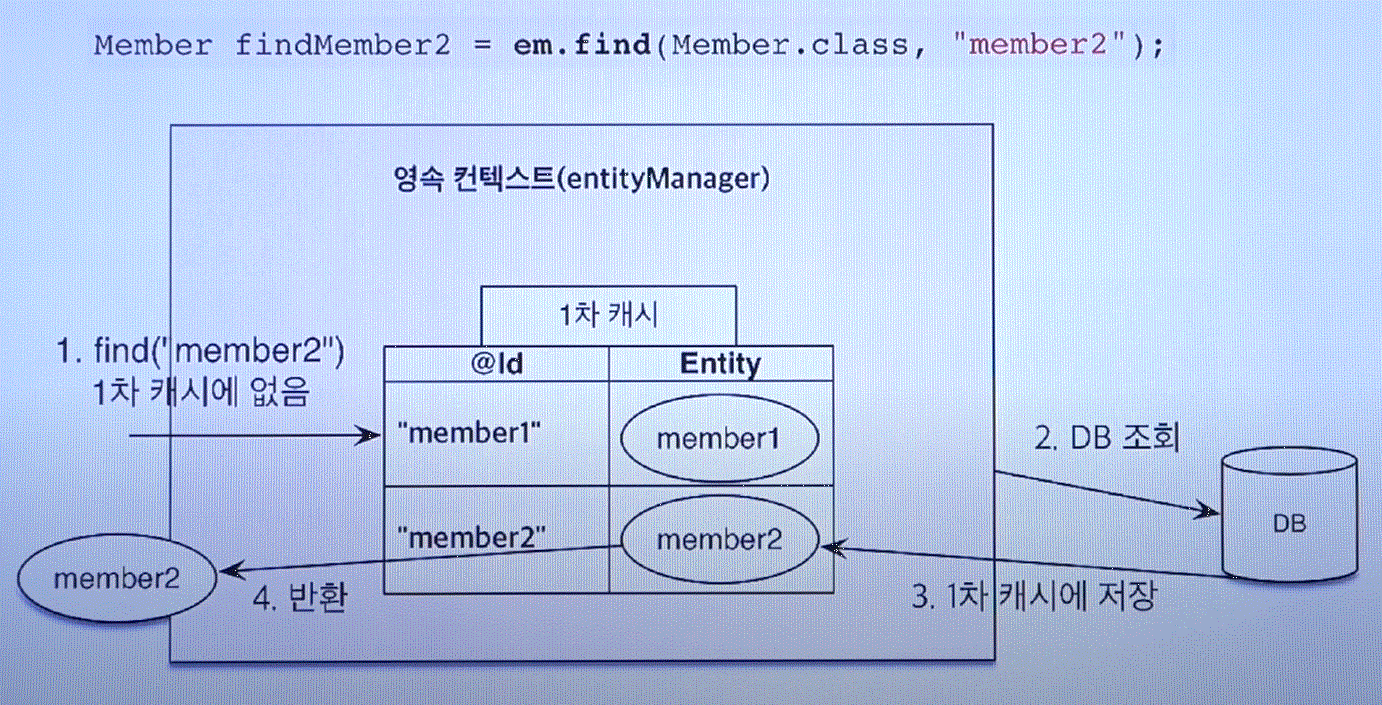 Member findMember2 = em.find(Member.class, "member2");
영속 컨텍스트(entityManager)
1차 캐시
1. find("member2")
1차 캐시에 없음
@Id
Entity
"member1"
member1
2. DB 조회
DB
"member2"
member2
member2
4. 반환
3. 1차 캐시에 저장